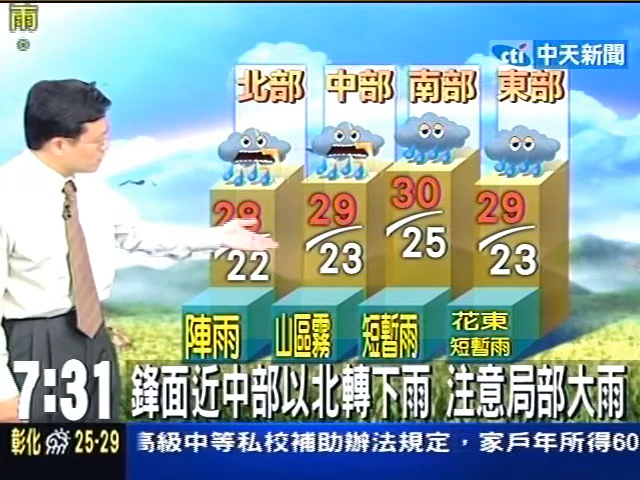 雨
cti 中天新聞
北部 中部 南部 東部
28 29 30 29
22 23 25 23
陣雨 山區霧 短暫雨 花東
短暫雨
7:31 鋒面近中部以北轉下雨 注意局部大雨
彰化 25-29 高級中等私校補助辦法規定，家戶年所得60